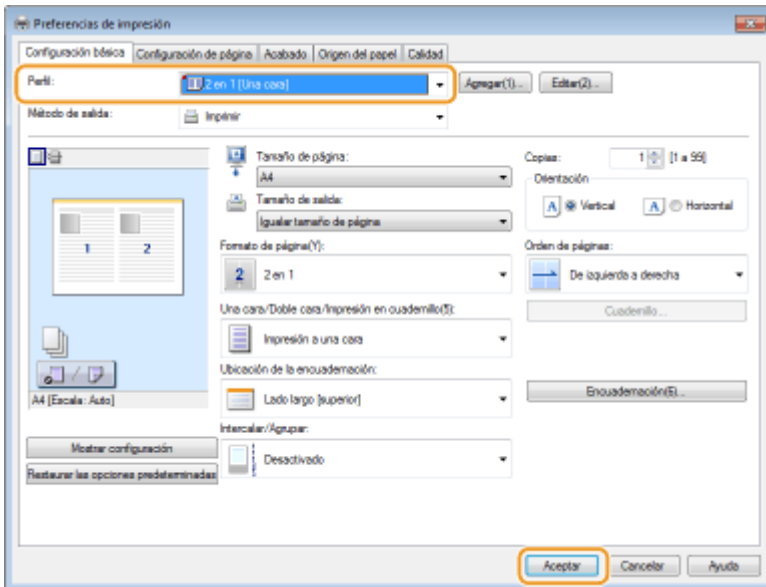 Preferencias de impresión
Configuración básica Configuración de página Acabado Origen del papel Calidad
Perfil: 2 en 1 [Una cara] Agregar(1)... Editar(2)...
Método de salida: Imprimir
Tamaño de página:
A4
Tamaño de salida:
Igualar tamaño de página
Copias: 1 [1 a 99]
Orientación
A Vertical A Horizontal
1 2
Formato de página(Y):
2 2 en 1
Orden de páginas:
De izquierda a derecha
Una cara/Doble cara/Impresión en cuadernillo(5):
Impresión a una cara
Cuadernillo...
Ubicación de la encuadernación:
A4 [Escala: Auto]
Lado largo [superior]
Encuadernación(E)...
Intercalar/Agrupar:
Desactivado
Mostrar configuración
Restaurar las opciones predeterminadas
Aceptar Cancelar Ayuda